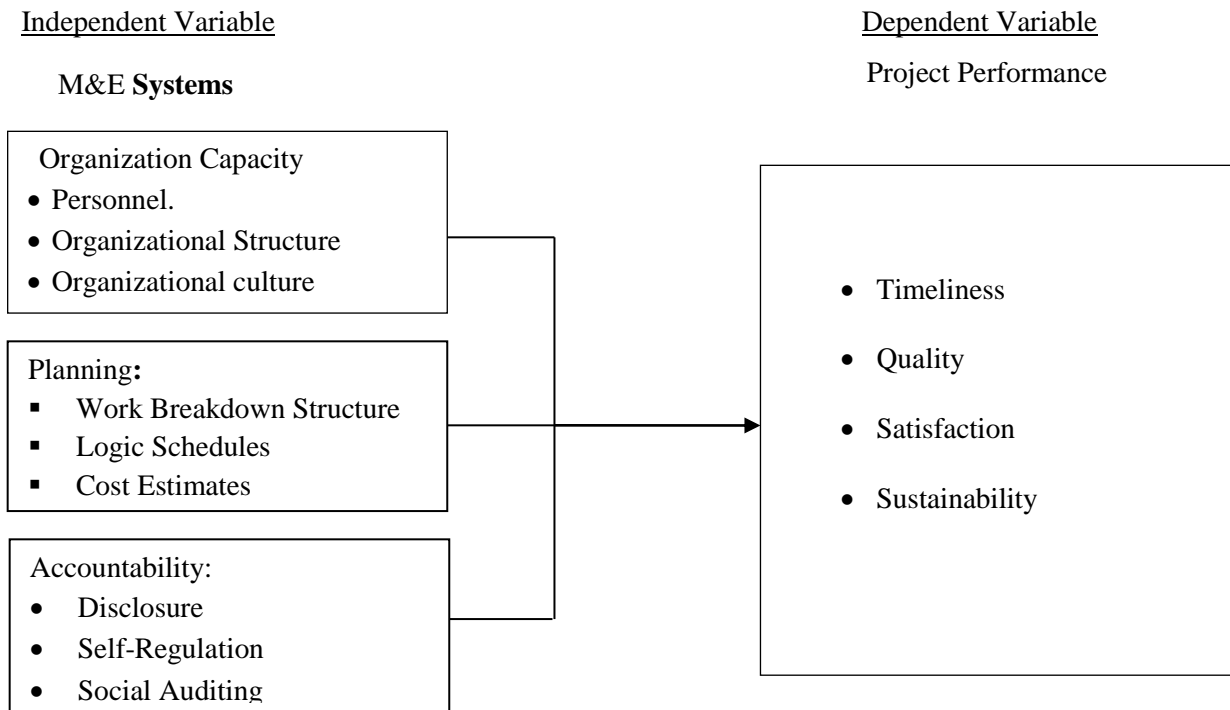 Independent Variable
Dependent Variable
M&E Systems
Project Performance
Organization Capacity
• Personnel.
• Organizational Structure
• Organizational culture
Planning:
▪ Work Breakdown Structure
▪ Logic Schedules
▪ Cost Estimates
Accountability:
• Disclosure
• Self-Regulation
• Social Auditing
• Timeliness
• Quality
• Satisfaction
• Sustainability